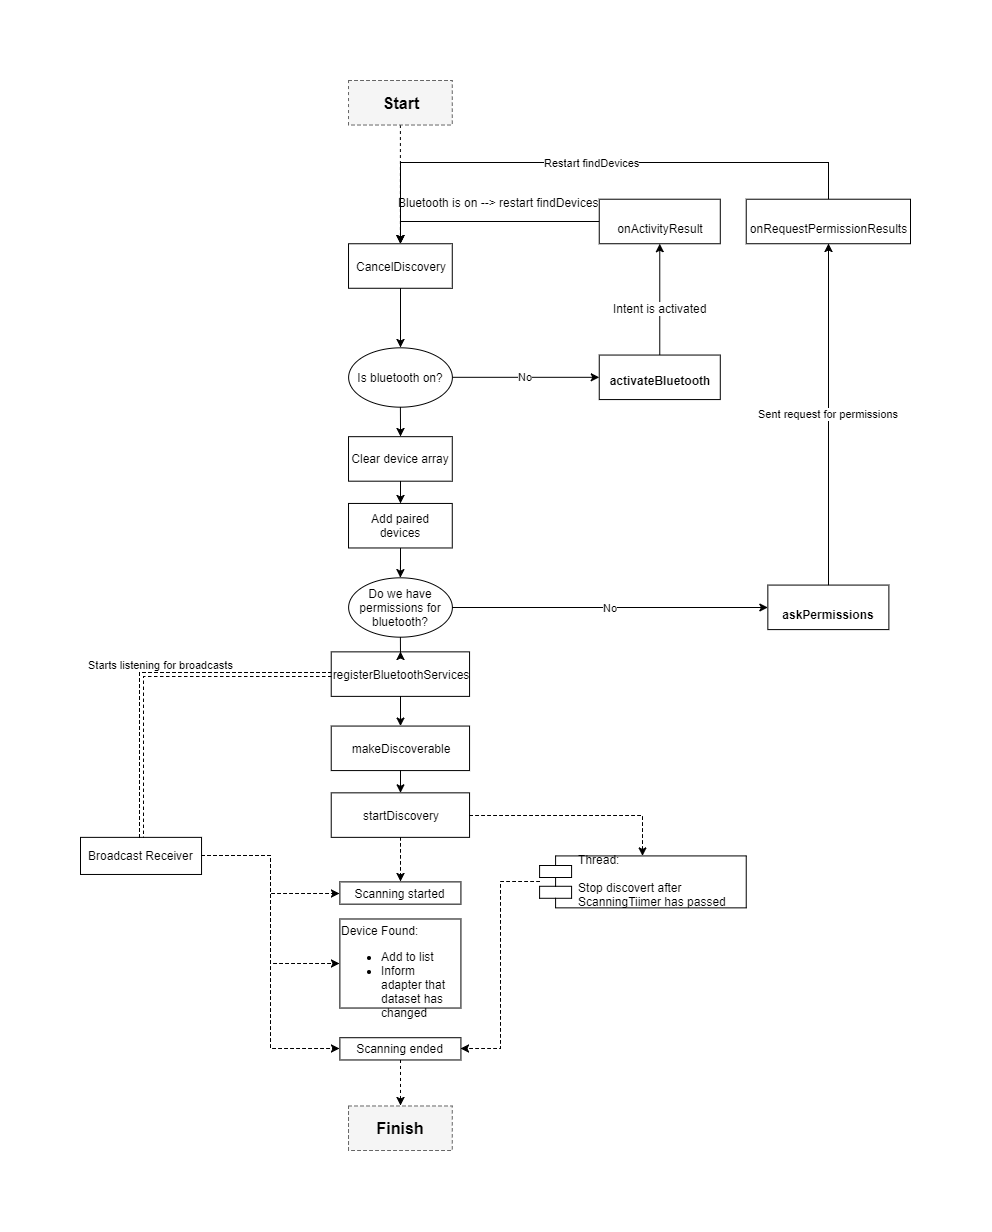 Start
Restart findDevices
Bluetooth is on --> restart findDevices
onActivityResult
onRequestPermissionResults
CancelDiscovery
Intent is activated
Is bluetooth on?
No
activateBluetooth
Sent request for permissions
Clear device array
Add paired
devices
Do we have
permissions for
bluetooth?
No
askPermissions
Starts listening for broadcasts
registerBluetoothServices
makeDiscoverable
startDiscovery
Broadcast Receiver
Thread:
Stop discovert after
ScanningTiimer has passed
Scanning started
Device Found:
• Add to list
• Inform
adapter that
dataset has
changed
Scanning ended
Finish